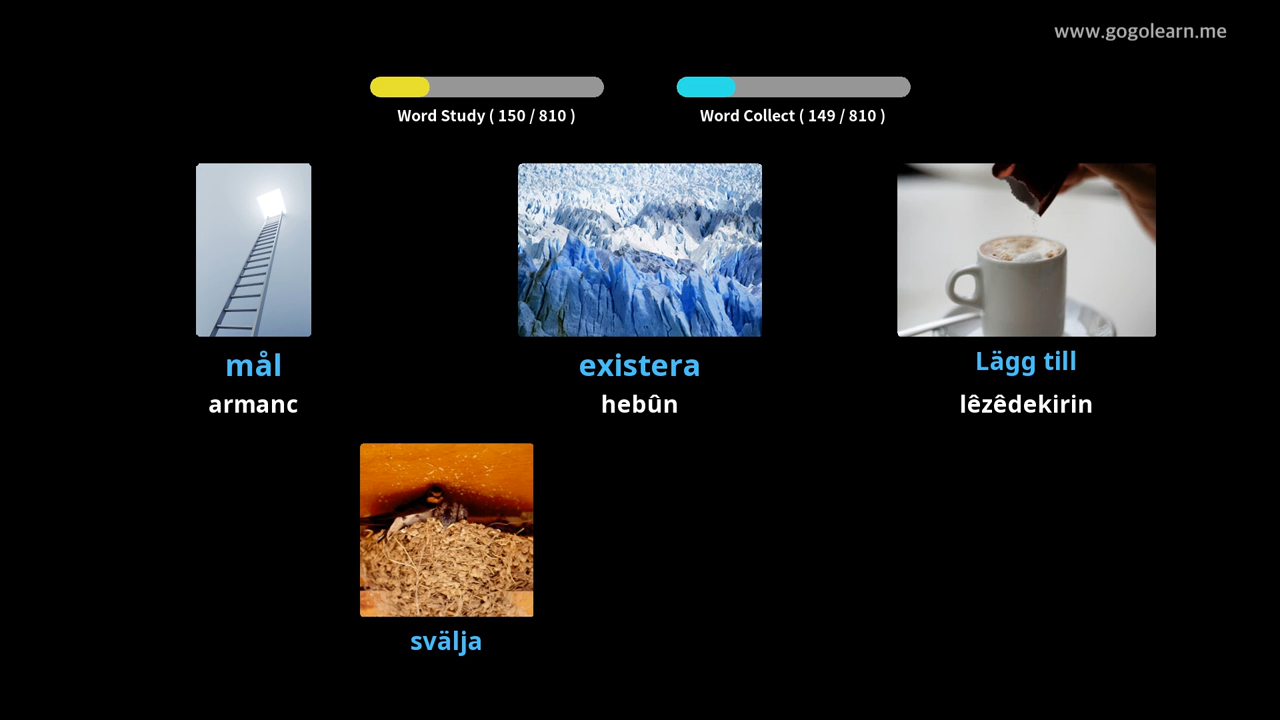 www.gogolearn.me
Word Study ( 150 / 810 )
Word Collect ( 149 / 810 )
mål
existera
Lägg till
armanc
hebûn
lêzêdekirin
svälja